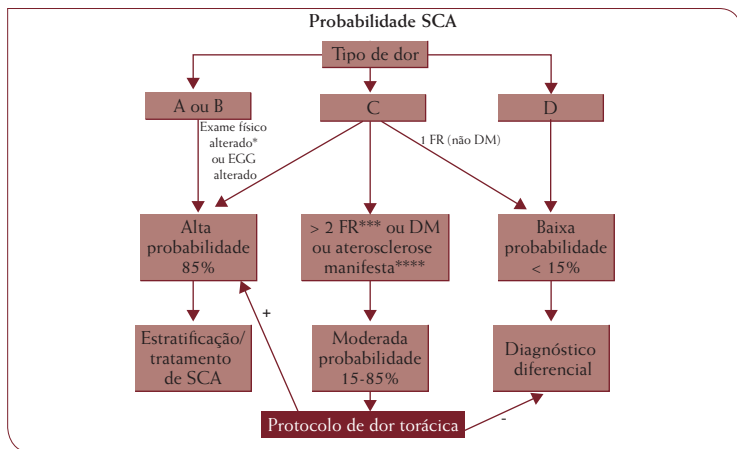 Probabilidade SCA
Tipo de dor
A ou B
C
D
Exame físico
alterado*
ou EGG
alterado
1 FR (não DM)
Alta
probabilidade
85%
> 2 FR*** ou DM
ou aterosclerose
manifesta****
Baixa
probabilidade
< 15%
+
Estratificação/
tratamento
de SCA
Moderada
probabilidade
15-85%
Diagnóstico
diferencial
Protocolo de dor torácica
-